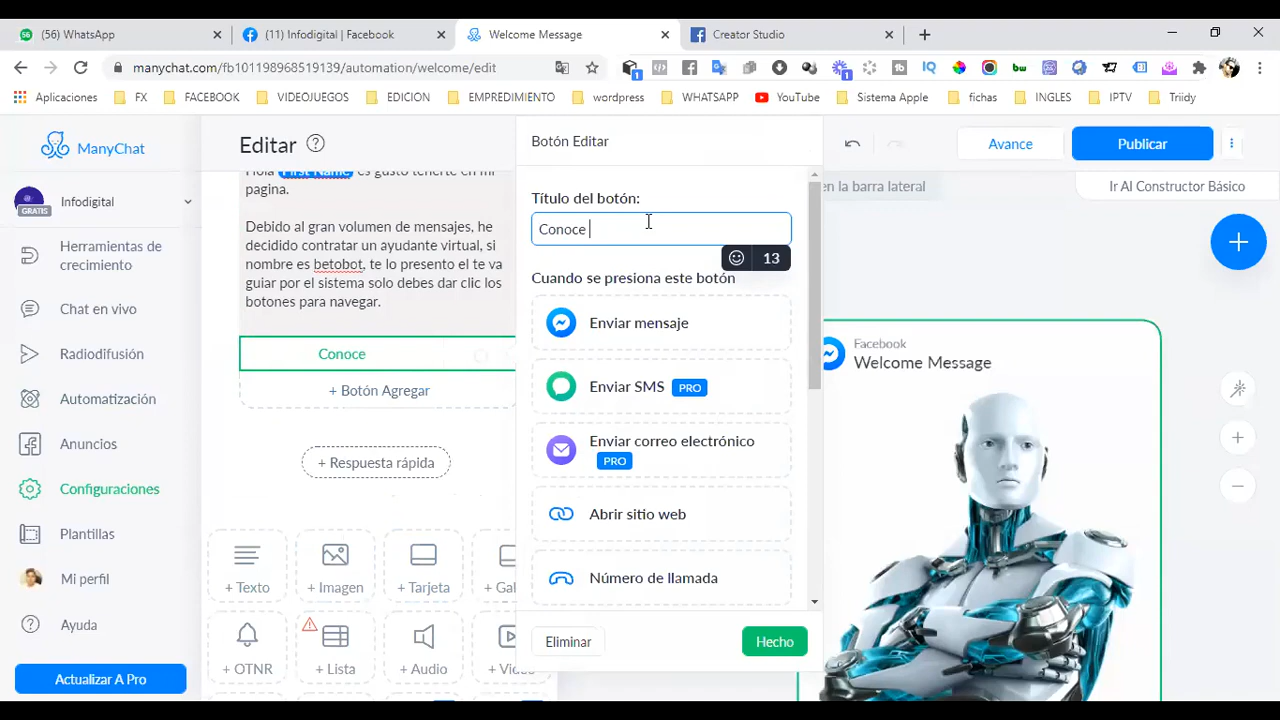 (56) WhatsApp
(11) Infodigital | Facebook
Welcome Message
Creator Studio
manychat.com/fb101198968519139/automation/welcome/edit
Aplicaciones
FX
FACEBOOK
VIDEOJUEGOS
EDICION
EMPREDIMIENTO
wordpress
WHATSAPP
YouTube
Sistema Apple
fichas
INGLES
IPTV
Triidy
ManyChat
Infodigital
GRATIS
Herramientas de
crecimiento
Chat en vivo
Radiodifusión
Automatización
Anuncios
Configuraciones
Plantillas
Mi perfil
Ayuda
Actualizar A Pro
Editar
Hola First Name es gusto tenerte en mi
pagina.
Debido al gran volumen de mensajes, he
decidido contratar un ayudante virtual, si
nombre es betobot, te lo presento el te va
guiar por el sistema solo debes dar clic los
botones para navegar.
Conoce
+ Botón Agregar
+ Respuesta rápida
+ Texto
+ Imagen
+ Tarjeta
+ Gal
+ OTNR
+ Lista
+ Audio
+ Video
Botón Editar
Título del botón:
Conoce
13
Cuando se presiona este botón
Enviar mensaje
Enviar SMS PRO
Enviar correo electrónico
PRO
Abrir sitio web
Número de llamada
Eliminar
Hecho
Avance
Publicar
en la barra lateral
Ir Al Constructor Básico
Facebook
Welcome Message